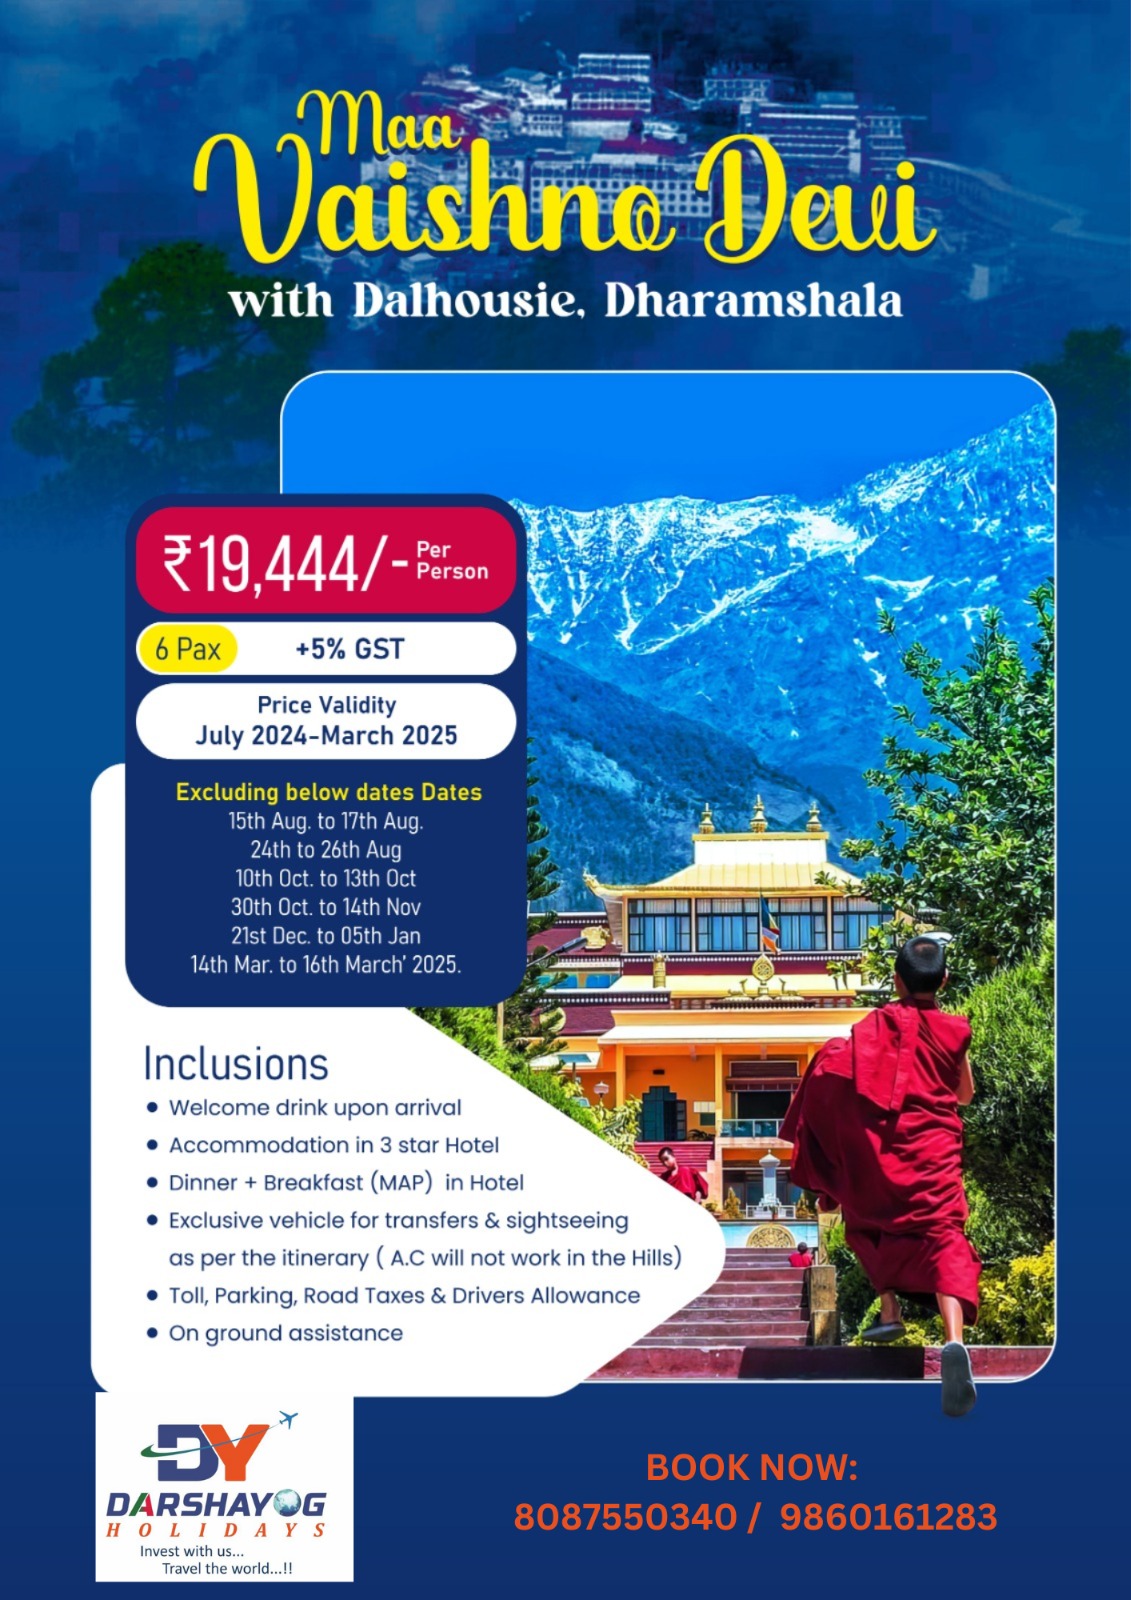 Maa
Vaishno Devi
with Dalhousie, Dharamshala
₹19,444/- Per Person
6 Pax +5% GST
Price Validity
July 2024-March 2025
Excluding below dates Dates
15th Aug. to 17th Aug.
24th to 26th Aug
10th Oct. to 13th Oct
30th Oct. to 14th Nov
21st Dec. to 05th Jan
14th Mar. to 16th March' 2025.
Inclusions
• Welcome drink upon arrival
• Accommodation in 3 star Hotel
• Dinner + Breakfast (MAP) in Hotel
• Exclusive vehicle for transfers & sightseeing
as per the itinerary ( A.C will not work in the Hills)
• Toll, Parking, Road Taxes & Drivers Allowance
• On ground assistance
DY
DARSHAYOG
HOLIDAYS
Invest with us...
Travel the world...!!
BOOK NOW:
8087550340 / 9860161283